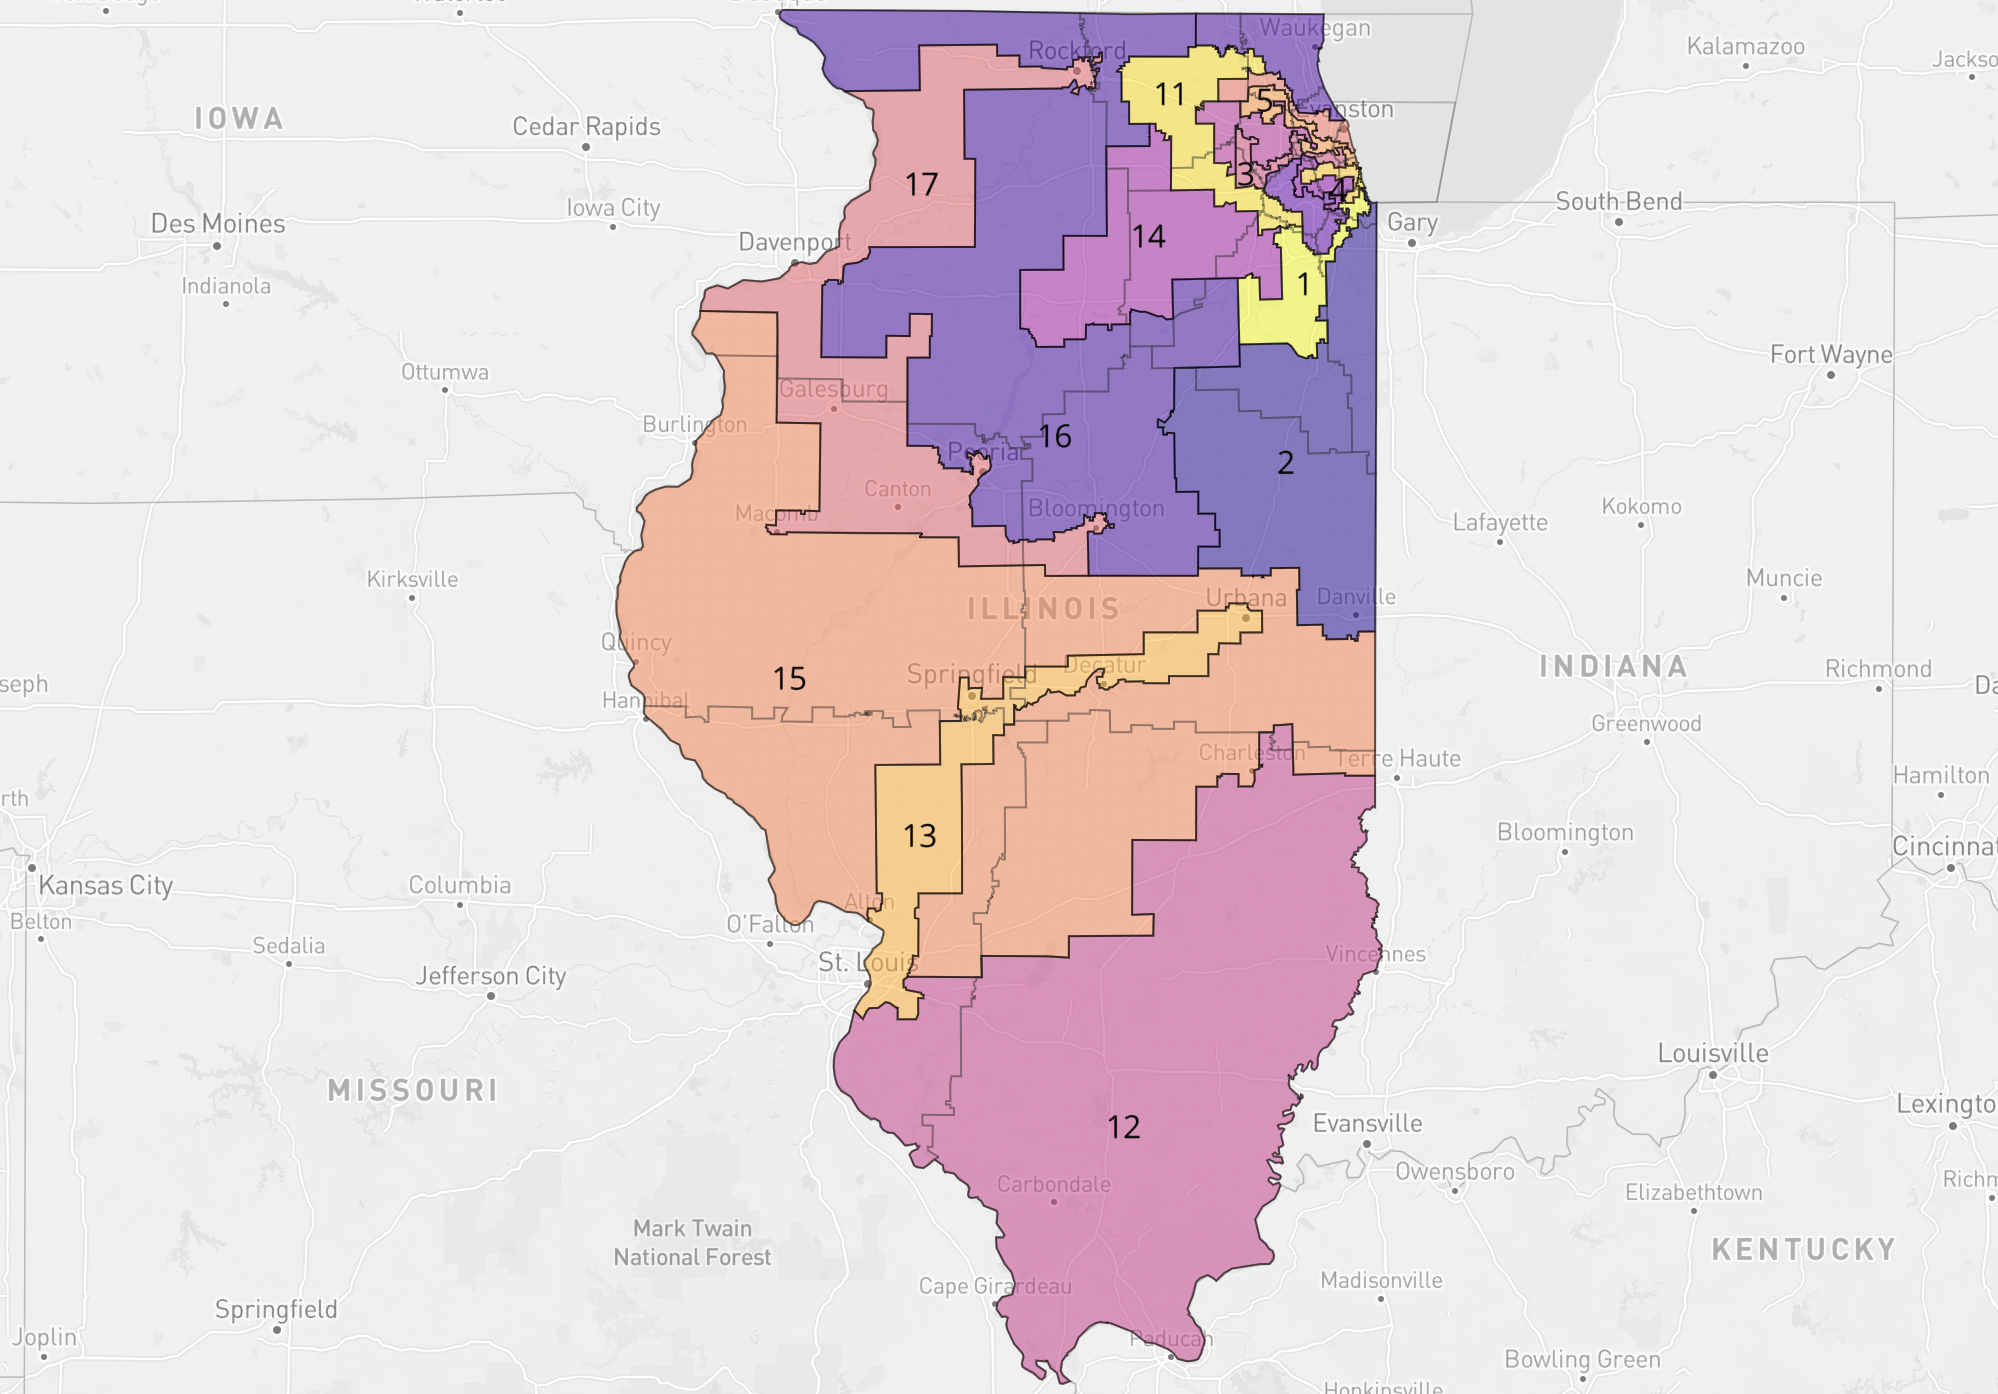 Waukegan
Kalamazoo
Rockford
11
5
Evanston
IOWA
Cedar Rapids
17
3
4
Iowa City
South Bend
Des Moines
Davenport
14
Gary
Indianola
1
Fort Wayne
Ottumwa
Galesburg
Burlington
16
Peoria
2
Canton
Macomb
Bloomington
Kokomo
Lafayette
Kirksville
ILLINOIS
Urbana
Danville
Muncie
Quincy
Springfield
Decatur
INDIANA
Richmond
15
seph
Hannibal
Greenwood
Charleston
Terre Haute
Hamilton
rth
13
Bloomington
Cincinnat
Kansas City
Columbia
Belton
Alton
O'Fallon
Sedalia
Jefferson City
St. Louis
Vincennes
Louisville
MISSOURI
Lexingto
12
Evansville
Owensboro
Carbondale
Elizabethtown
Richm
Mark Twain
National Forest
KENTUCKY
Cape Girardeau
Madisonville
Springfield
Joplin
Paducah
Bowling Green
Hopkinsville